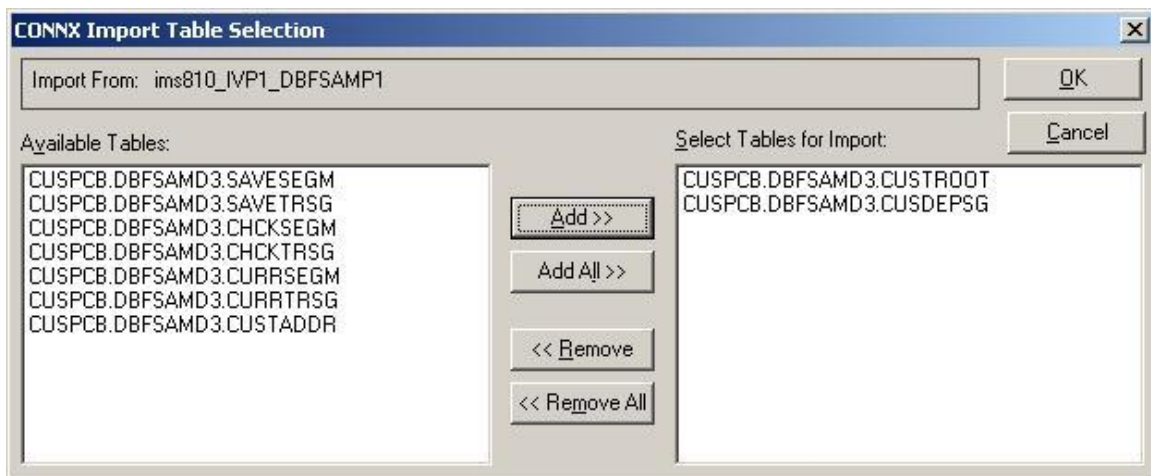 CONNX Import Table Selection
Import From: ims810_IVP1_DBFSAMP1
OK
Cancel
Available Tables:
CUSPCB.DBFSAMD3.SAVESEGM
CUSPCB.DBFSAMD3.SAVETRSG
CUSPCB.DBFSAMD3.CHCKSEGM
CUSPCB.DBFSAMD3.CHCKTRSG
CUSPCB.DBFSAMD3.CURRSEGM
CUSPCB.DBFSAMD3.CURRTRSG
CUSPCB.DBFSAMD3.CUSTADDR
Add >>
Add All >>
<< Remove
<< Remove All
Select Tables for Import:
CUSPCB.DBFSAMD3.CUSTROOT
CUSPCB.DBFSAMD3.CUSDEPSG